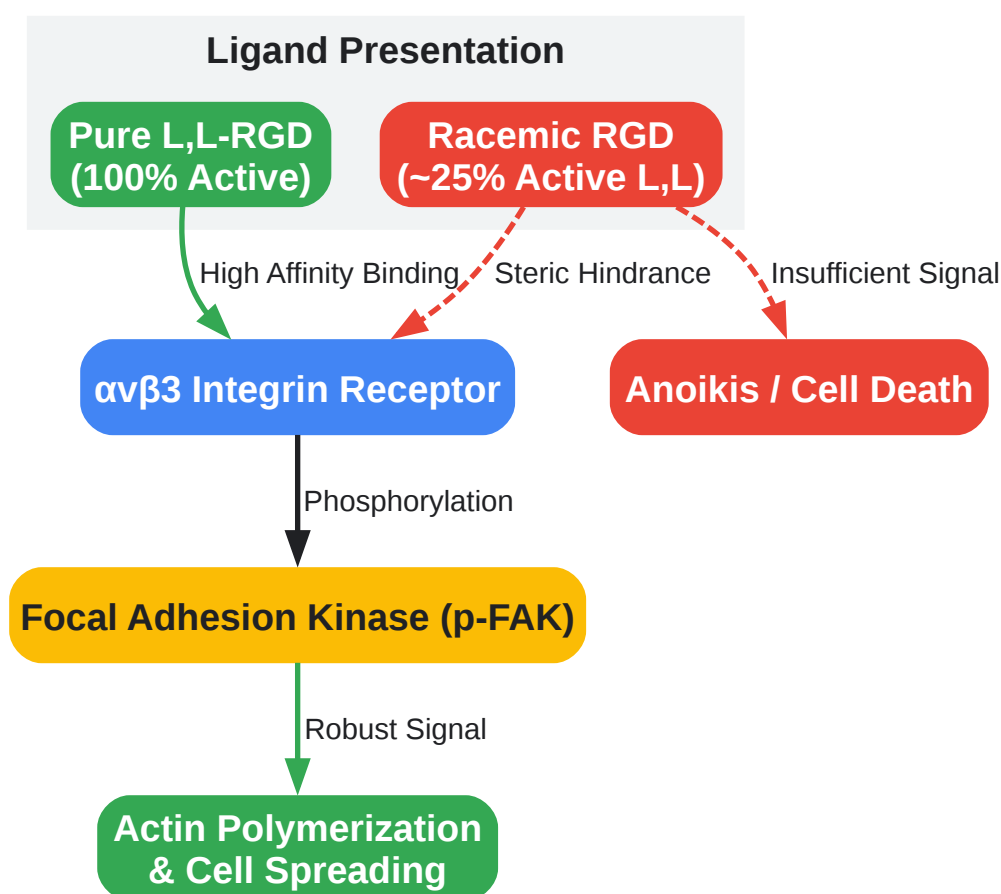 Ligand Presentation
Pure L,L-RGD
(100% Active)
Racemic RGD
(~25% Active L,L)
High Affinity Binding
Steric Hindrance
Insufficient Signal
αvβ3 Integrin Receptor
Anoikis / Cell Death
Phosphorylation
Focal Adhesion Kinase (p-FAK)
Robust Signal
Actin Polymerization
& Cell Spreading